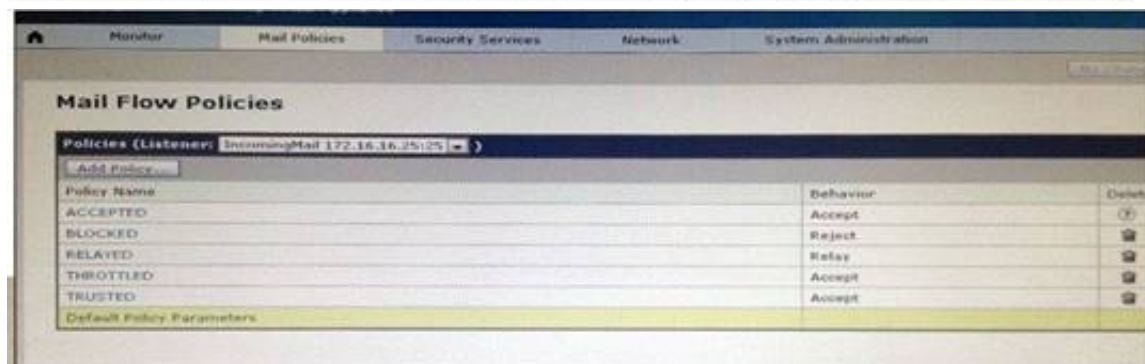 Monitor Mail Policies Security Services Network System Administration
Mail Flow Policies
Policies (Listener: IncomingMail 172.16.16.25:25 )
Add Policy...
Policy Name Behavior Delete
ACCEPTED Accept
BLOCKED Reject
RELAYED Relay
THROTTLED Accept
TRUSTED Accept
Default Policy Parameters